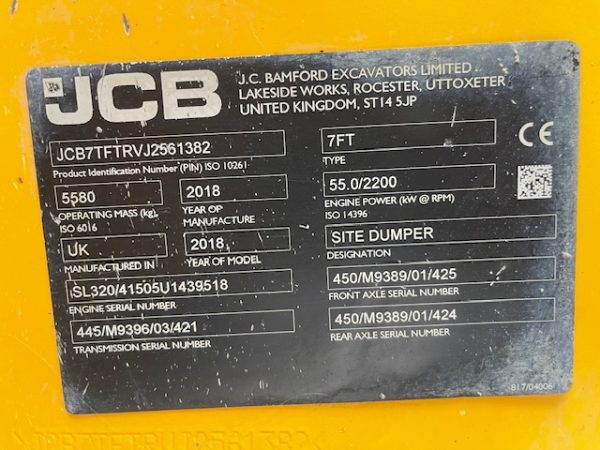 JCB
J.C. BAMFORD EXCAVATORS LIMITED
LAKESIDE WORKS, ROCESTER, UTTOXETER
UNITED KINGDOM, ST14 5JP
JCB7TFTRVJ2561382
Product Identification Number (PIN) ISO 10261
7FT
TYPE
CE
5580
OPERATING MASS (kg)
ISO 6016
2018
YEAR OF
MANUFACTURE
55.0/2200
ENGINE POWER (kW @ RPM)
ISO 14396
UK
MANUFACTURED IN
2018
YEAR OF MODEL
SITE DUMPER
DESIGNATION
SL320/41505U1439518
ENGINE SERIAL NUMBER
450/M9389/01/425
FRONT AXLE SERIAL NUMBER
445/M9396/03/421
TRANSMISSION SERIAL NUMBER
450/M9389/01/424
REAR AXLE SERIAL NUMBER
817/04006
JCB7TFTRVJ2561382